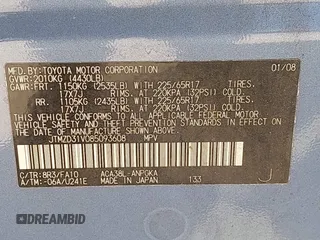 MFD.BY:TOYOTA MOTOR CORPORATION 01/08
GVWR:2010KG (4430LB)
GAWR:FRT. 1150KG (2535LB) WITH 225/65R17 TIRES,
17X7J RIMS, AT 220KPA (32PSI) COLD
RR. 1105KG (2435LB) WITH 225/65R17 TIRES,
17X7J RIMS, AT 220KPA (32PSI) COLD
THIS VEHICLE CONFORMS TO ALL APPLICABLE
FEDERAL MOTOR VEHICLE SAFETY, BUMPER, AND
THEFT PREVENTION STANDARDS IN EFFECT ON THE
DATE OF MANUFACTURE SHOWN ABOVE.
JTMZD31V085093608 MPV
C/TR:8R3/FA10 ACA38L-ANPGKA J
A/TM:-06A/U241E MADE IN JAPAN 133